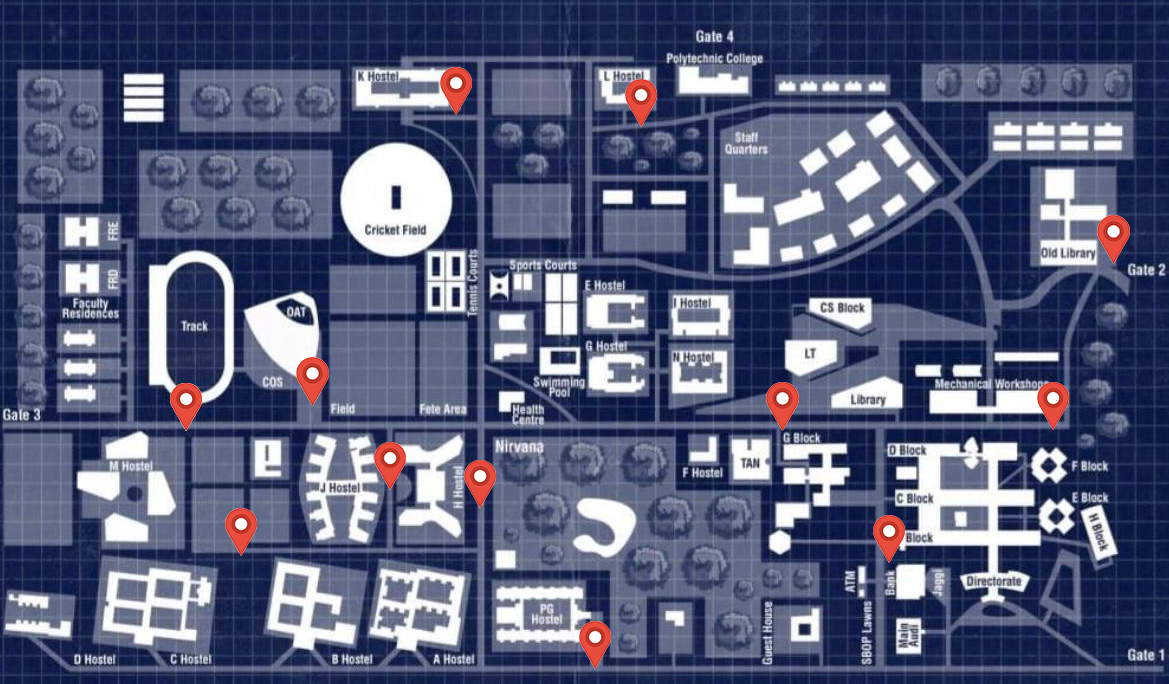 Gate 4
Polytechnic College
K Hostel
L Hostel
Staff
Quarters
FRE
Cricket Field
Old Library
Gate 2
FRD
Faculty
Residences
Tennis Courts
Sports Courts
E Hostel
I Hostel
CS Block
OAT
Track
G Hostel
N Hostel
LT
COS
Swimming
Pool
Mechanical Workshops
Library
Gate 3
Field
Fete Area
Health
Centre
Nirvana
G Block
M Hostel
J Hostel
H Hostel
F Hostel
TAN
D Block
F Block
C Block
E Block
H Block
Block
ATM
Bank
Jaggi
Directorate
PG
Hostel
Guest House
SBOP Lawns
Main
Audi
D Hostel
C Hostel
B Hostel
A Hostel
Gate 1